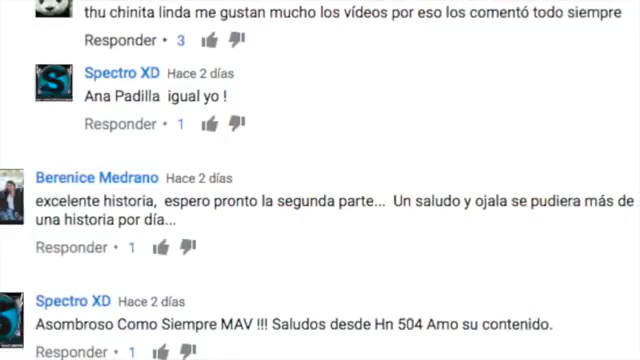 thu chinita linda me gustan mucho los vídeos por eso los comentó todo siempre
Responder • 3
Spectro XD Hace 2 días
Ana Padilla igual yo !
Responder • 1
Berenice Medrano Hace 2 días
excelente historia, espero pronto la segunda parte... Un saludo y ojala se pudiera más de
una historia por día...
Responder • 1
Spectro XD Hace 2 días
Asombroso Como Siempre MAV !!! Saludos desde Hn 504 Amo su contenido.
Responder • 1